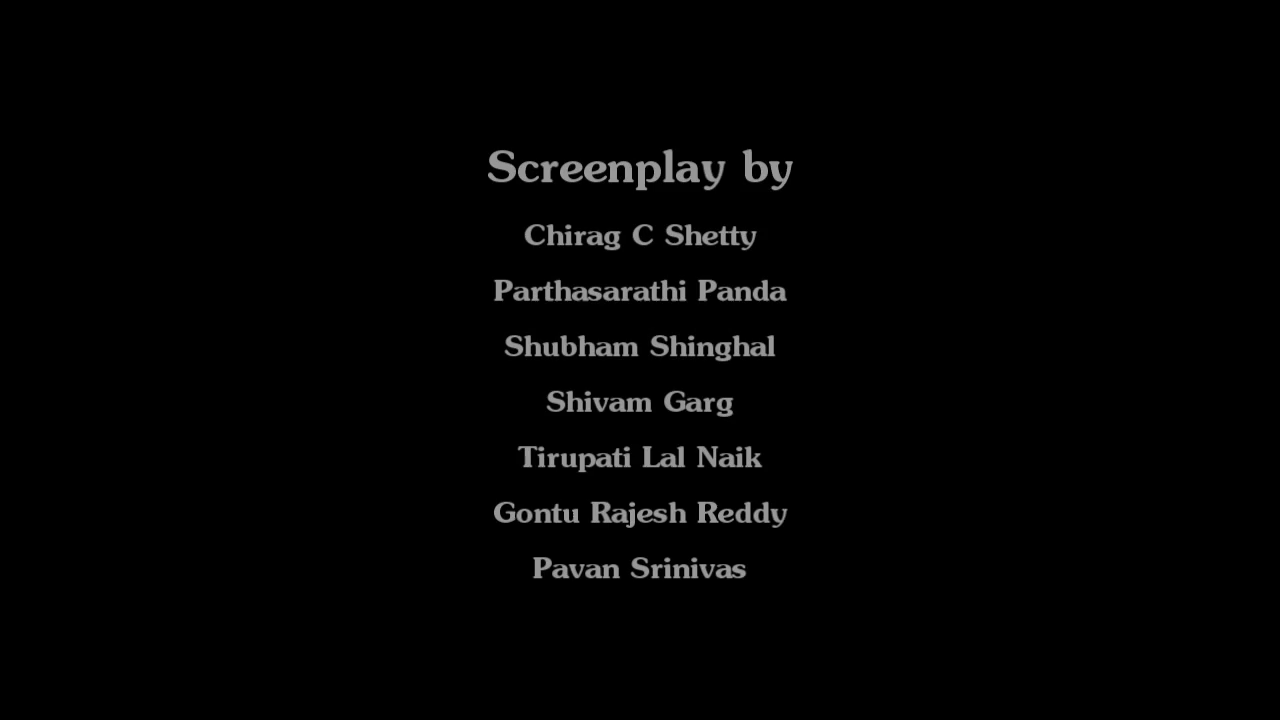 Screenplay by
Chirag C Shetty
Parthasarathi Panda
Shubham Shinghal
Shivam Garg
Tirupati Lal Naik
Gontu Rajesh Reddy
Pavan Srinivas